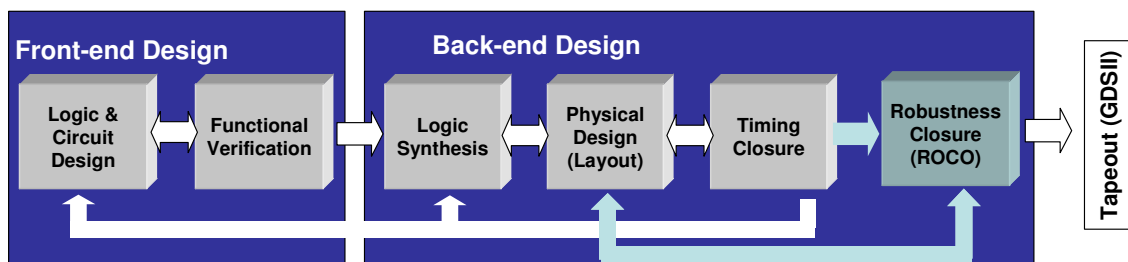 Front-end Design
Back-end Design
Logic &
Circuit
Design
Functional
Verification
Logic
Synthesis
Physical
Design
(Layout)
Timing
Closure
Robustness
Closure
(ROCO)
Tapeout (GDSII)